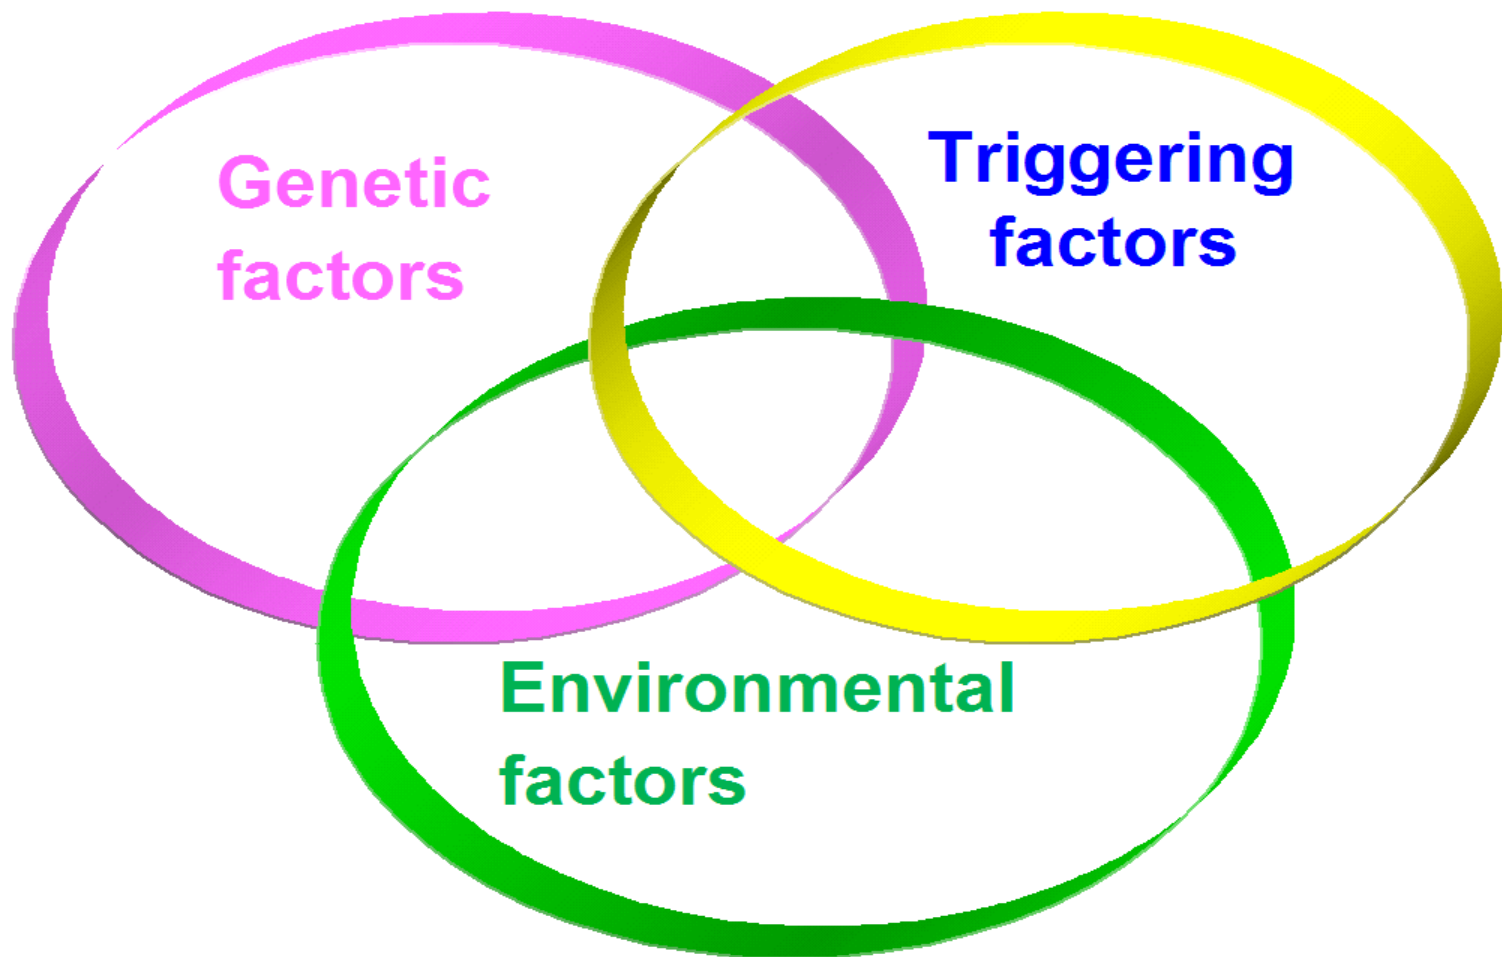 Genetic
factors
Triggering
factors
Environmental
factors